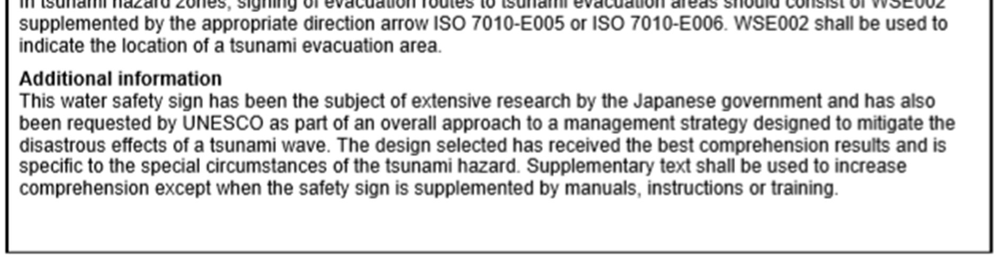 In tsunami hazard zones, signing of evacuation routes to tsunami evacuation areas should consist of WSE002
supplemented by the appropriate direction arrow ISO 7010-E005 or ISO 7010-E006. WSE002 shall be used to
indicate the location of a tsunami evacuation area.
Additional information
This water safety sign has been the subject of extensive research by the Japanese government and has also
been requested by UNESCO as part of an overall approach to a management strategy designed to mitigate the
disastrous effects of a tsunami wave. The design selected has received the best comprehension results and is
specific to the special circumstances of the tsunami hazard. Supplementary text shall be used to increase
comprehension except when the safety sign is supplemented by manuals, instructions or training.